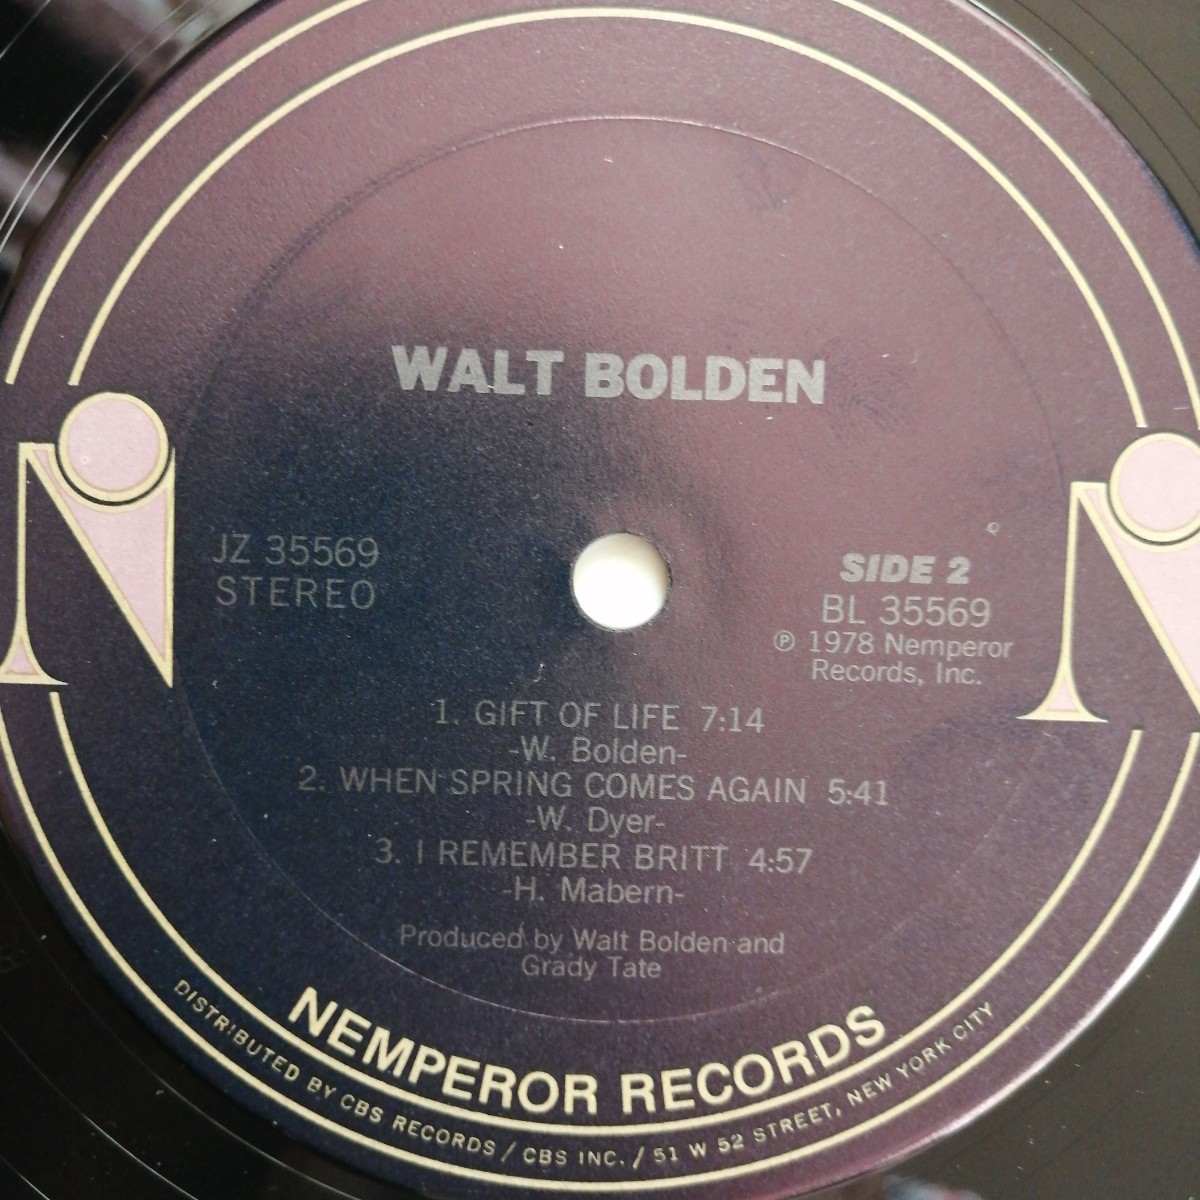 WALT BOLDEN
JZ 35569
STEREO
SIDE 2
BL 35569
℗ 1978 Nemperor
Records, Inc.
1. GIFT OF LIFE 7:14
-W. Bolden-
2. WHEN SPRING COMES AGAIN 5:41
-W. Dyer-
3. I REMEMBER BRITT 4:57
-H. Mabern-
Produced by Walt Bolden and
Grady Tate
NEMPEROR RECORDS
DISTRIBUTED BY CBS RECORDS / CBS INC. / 51 W 52 STREET, NEW YORK CITY